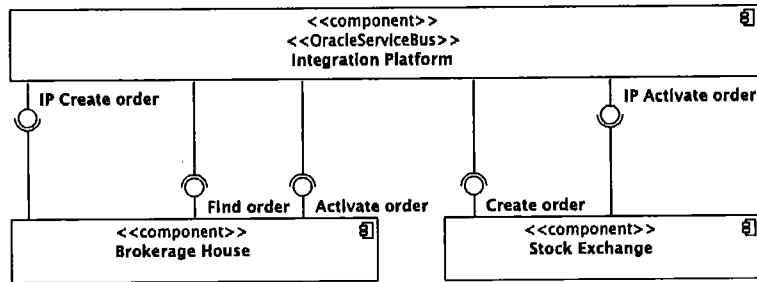 <<component>>
<<OracleServiceBus>>
Integration Platform
IP Create order
IP Activate order
Find order
Activate order
Create order
<<component>>
Brokerage House
<<component>>
Stock Exchange